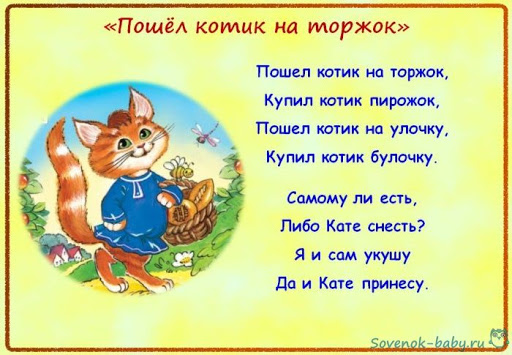 «Пошёл котик на торжок»
Пошел котик на торжок,
Купил котик пирожок,
Пошел котик на улочку,
Купил котик булочку.
Самому ли есть,
Либо Кате снесть?
Я и сам укушу
Да и Кате принесу.
Sovenok-baby.ru